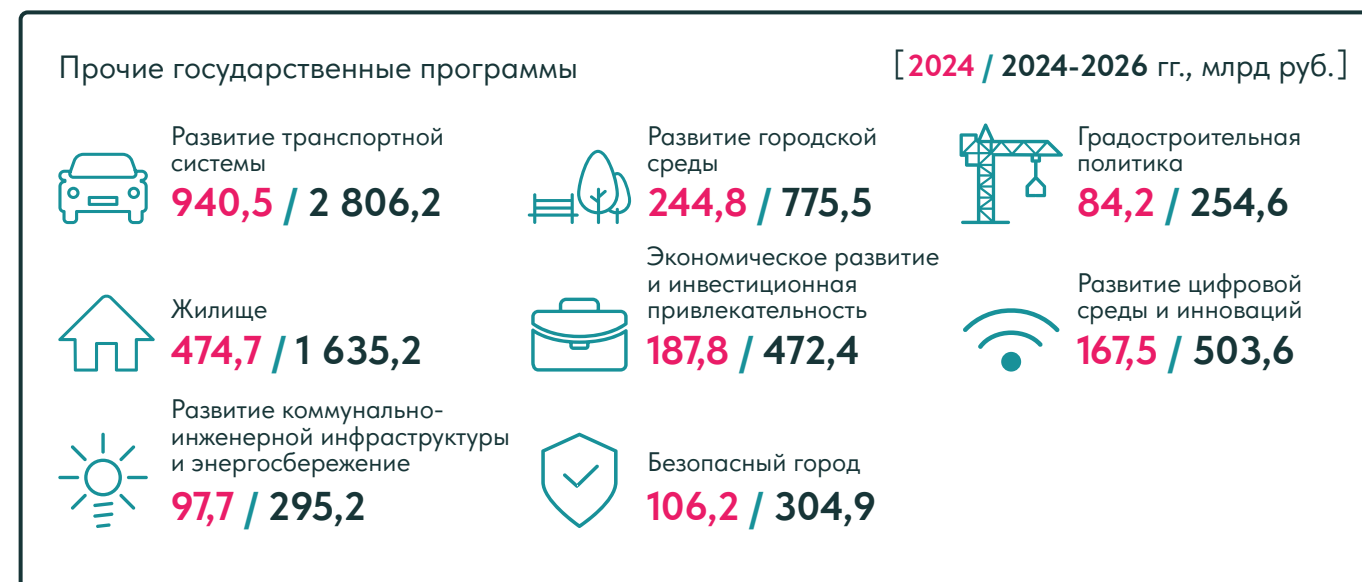 Прочие государственные программы
[2024 / 2024-2026 гг., млрд руб.]
Развитие транспортной
системы
940,5 / 2 806,2
Развитие городской
среды
244,8 / 775,5
Градостроительная
политика
84,2 / 254,6
Жилище
474,7 / 1 635,2
Экономическое развитие
и инвестиционная
привлекательность
187,8 / 472,4
Развитие цифровой
среды и инноваций
167,5 / 503,6
Развитие коммунально-
инженерной инфраструктуры
и энергосбережение
97,7 / 295,2
Безопасный город
106,2 / 304,9